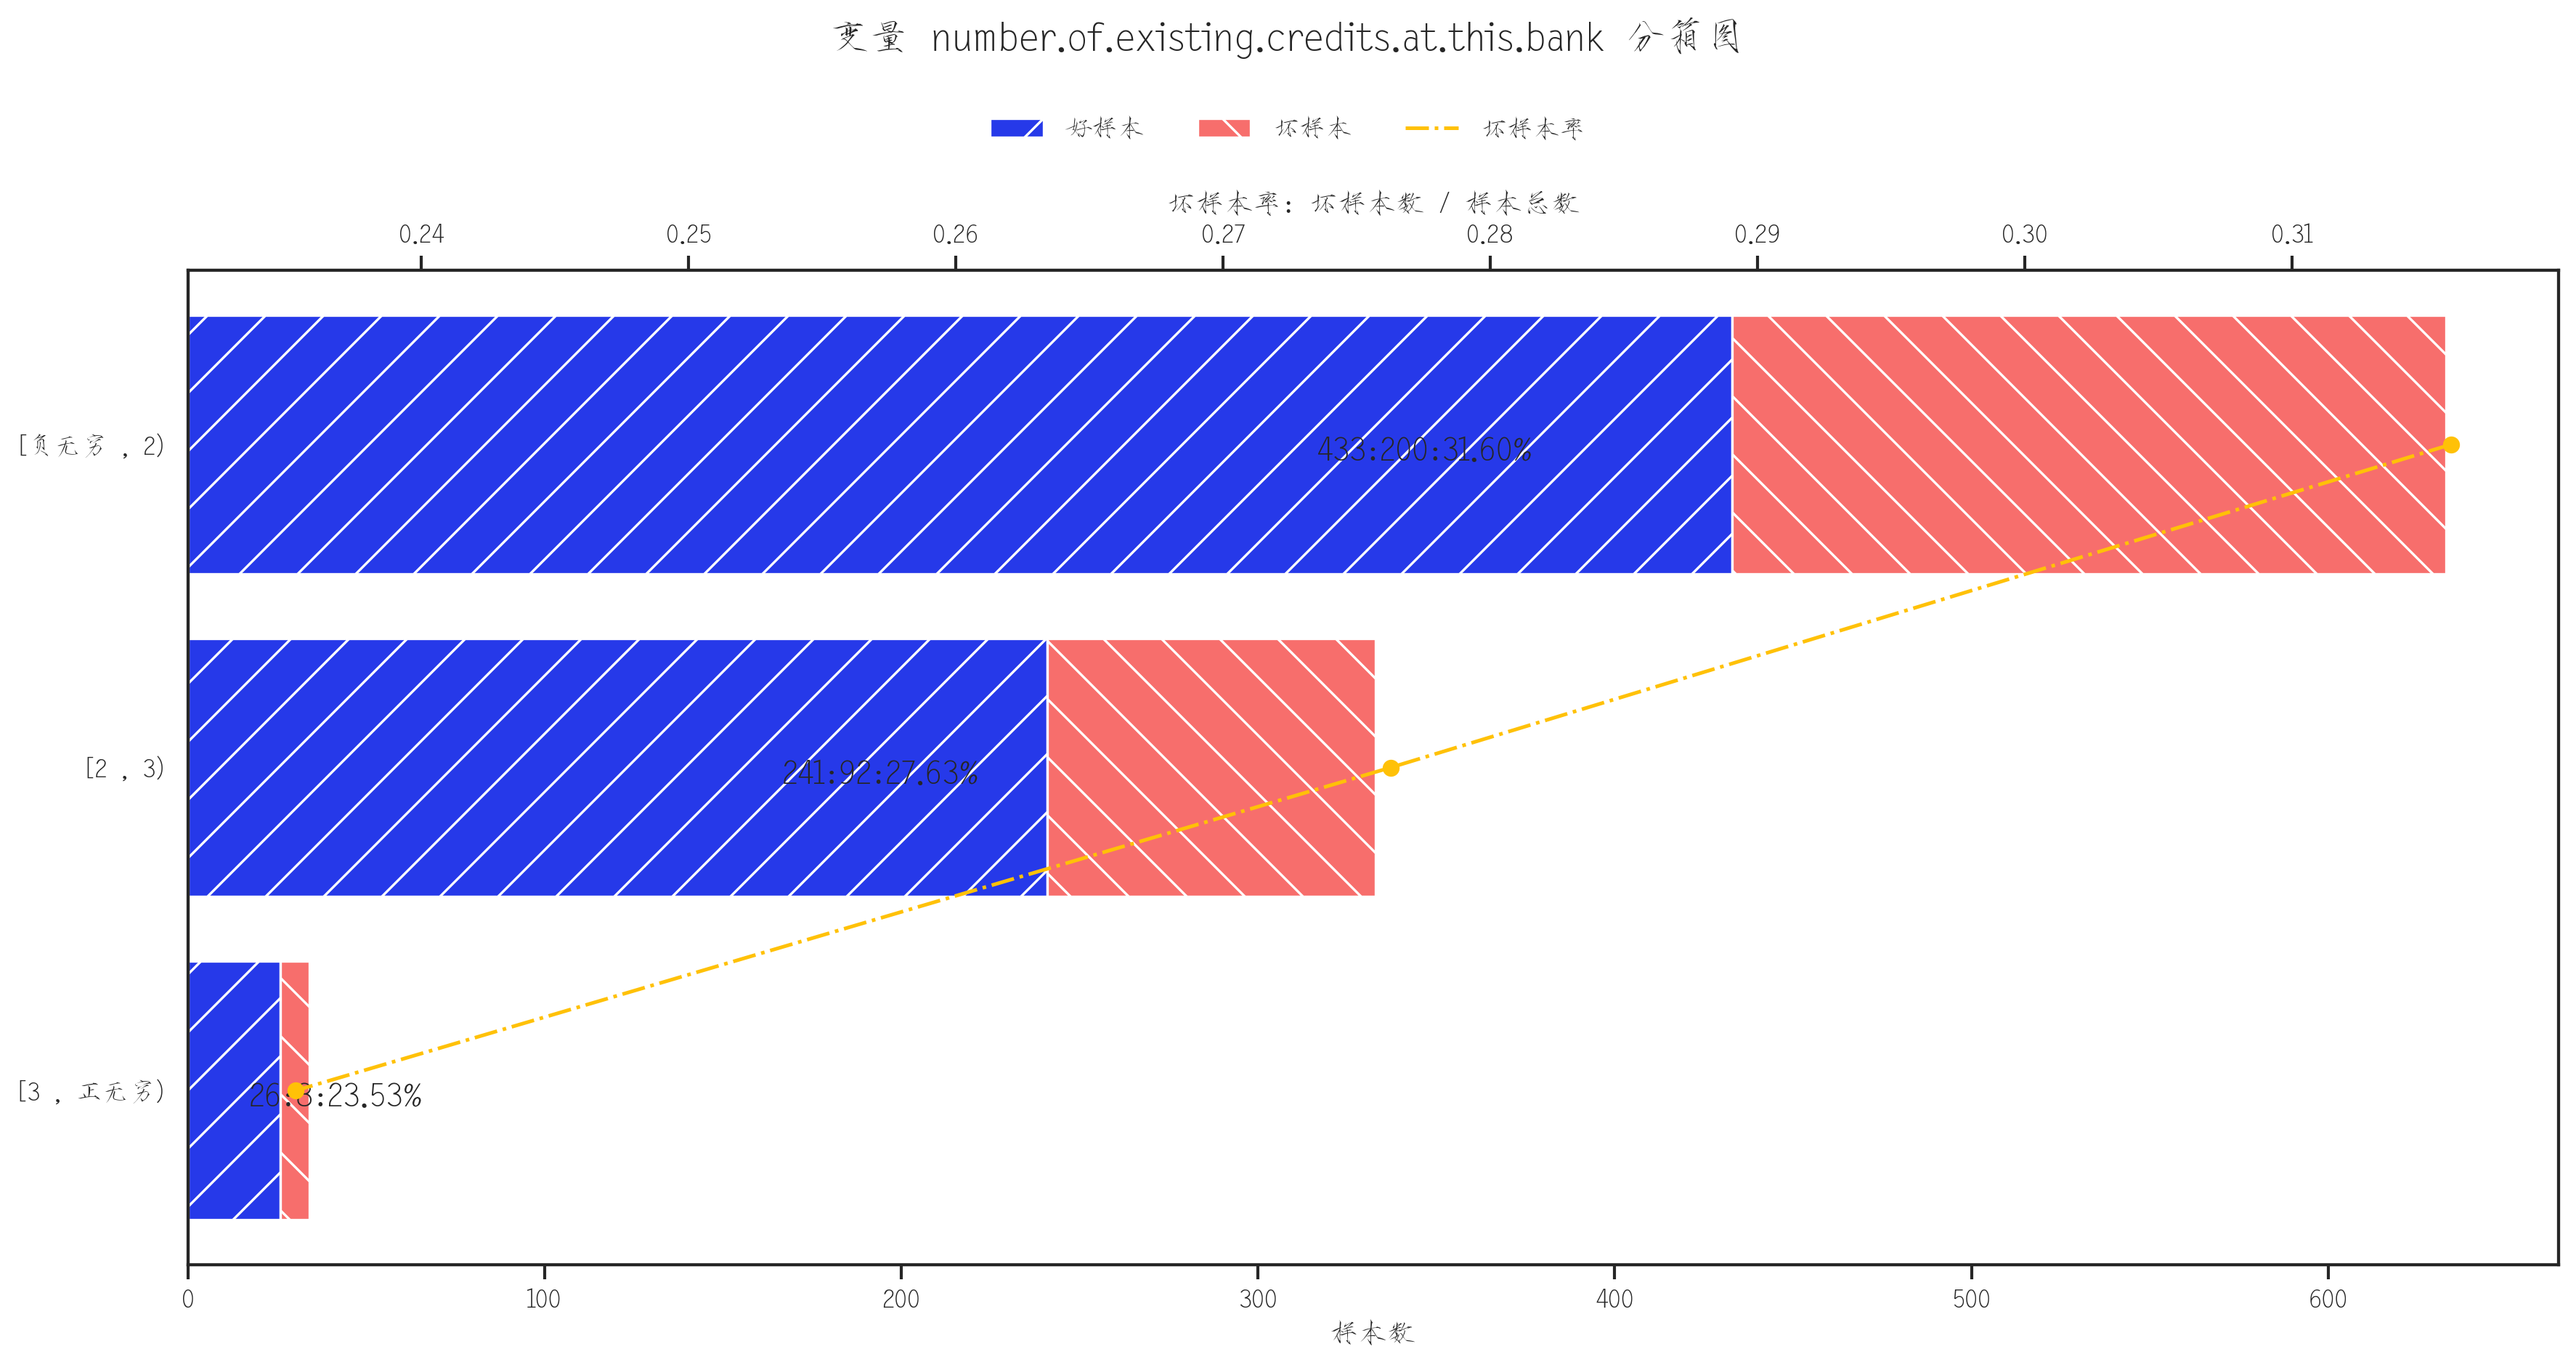 变量 number.of.existing.credits.at.this.bank 分箱图
好样本 坏样本 坏样本率
坏样本率: 坏样本数 / 样本总数
0.24 0.25 0.26 0.27 0.28 0.29 0.30 0.31
[负无穷 , 2)
433:200:31.60%
[2 , 3)
241:92:27.63%
[3 , 正无穷)
26:8:23.53%
0 100 200 300 400 500 600
样本数